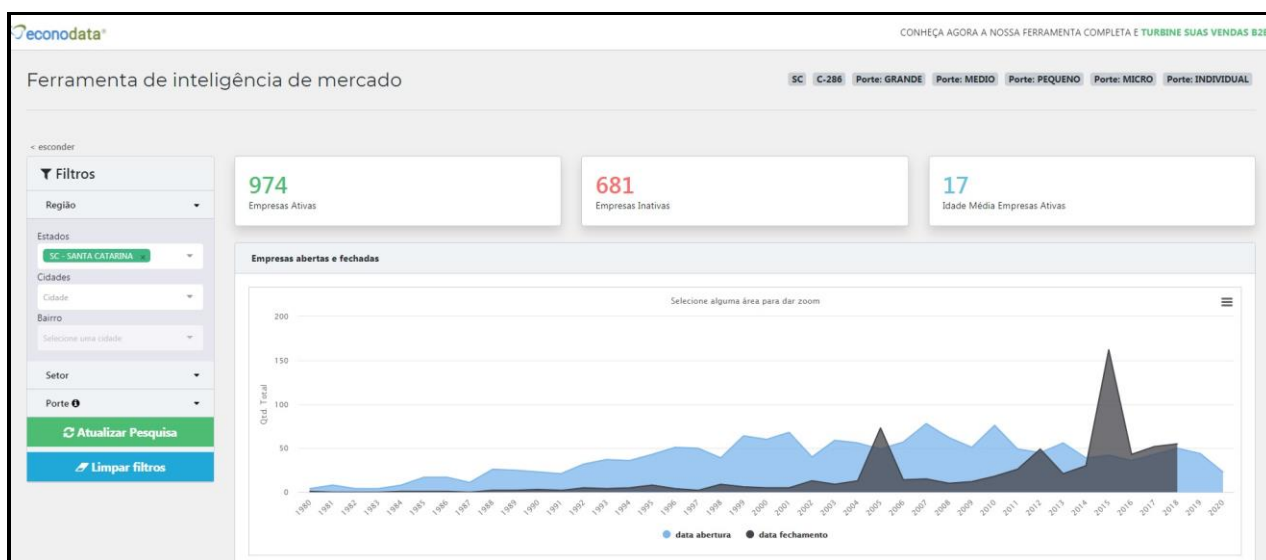 econodata®
CONHEÇA AGORA A NOSSA FERRAMENTA COMPLETA E TURBINE SUAS VENDAS B2B
Ferramenta de inteligência de mercado
SC C-286 Porte: GRANDE Porte: MEDIO Porte: PEQUENO Porte: MICRO Porte: INDIVIDUAL
< esconder
Filtros
Região
Estados
SC - SANTA CATARINA ×
Cidades
Cidade
Bairro
Selecione uma cidade
Setor
Porte
Atualizar Pesquisa
Limpar filtros
974
Empresas Ativas
681
Empresas Inativas
17
Idade Média Empresas Ativas
Empresas abertas e fechadas
Selecione alguma área para dar zoom
Qtd. Total
200
150
100
50
0
1980 1981 1982 1983 1984 1985 1986 1987 1988 1989 1990 1991 1992 1993 1994 1995 1996 1997 1998 1999 2000 2001 2002 2003 2004 2005 2006 2007 2008 2009 2010 2011 2012 2013 2014 2015 2016 2017 2018 2019 2020
data abertura data fechamento